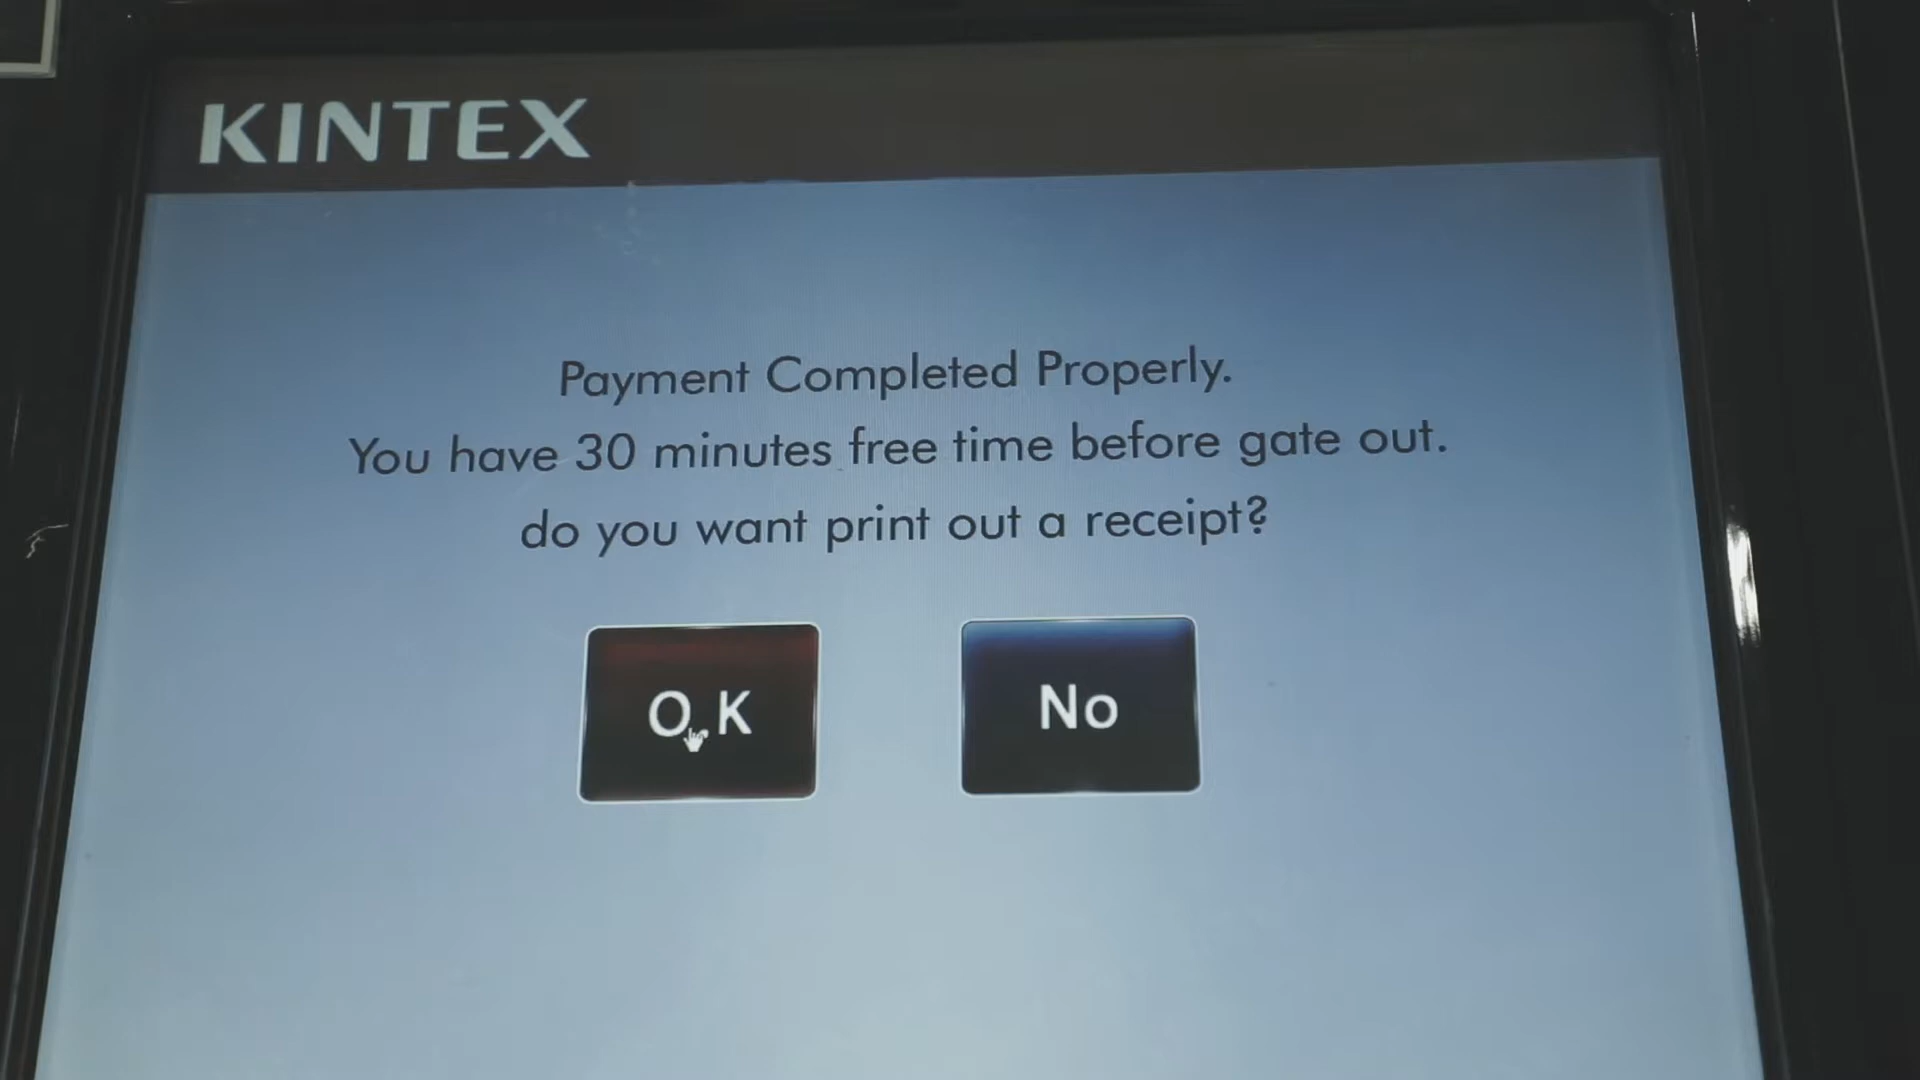 KINTEX
Payment Completed Properly.
You have 30 minutes free time before gate out.
do you want print out a receipt?
O.K
No